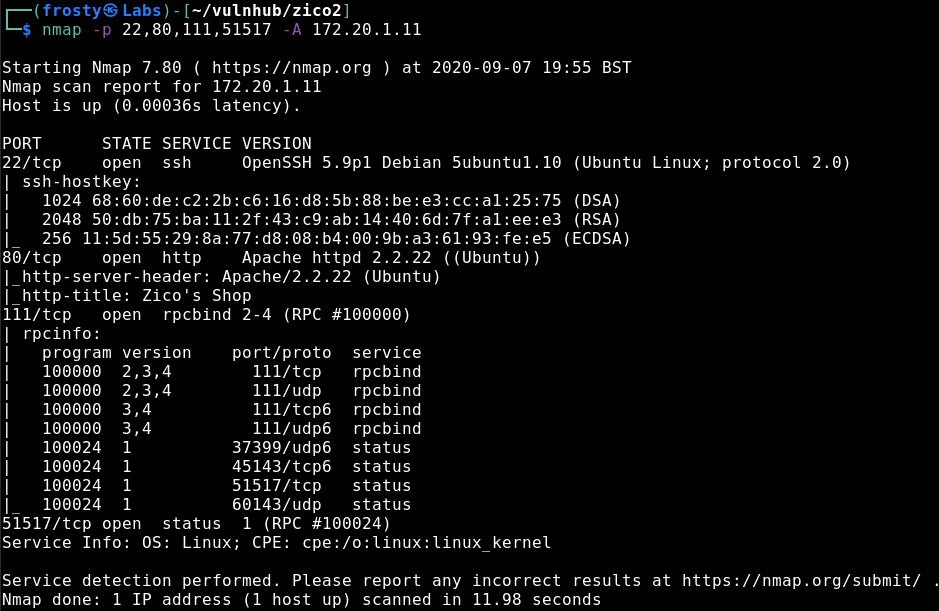 ┌──(frosty㉿Labs)-[~/vulnhub/zico2]
└─$ nmap -p 22,80,111,51517 -A 172.20.1.11

Starting Nmap 7.80 ( https://nmap.org ) at 2020-09-07 19:55 BST
Nmap scan report for 172.20.1.11
Host is up (0.00036s latency).

PORT      STATE SERVICE VERSION
22/tcp    open  ssh     OpenSSH 5.9p1 Debian 5ubuntu1.10 (Ubuntu Linux; protocol 2.0)
| ssh-hostkey:
|   1024 68:60:de:c2:2b:c6:16:d8:5b:88:be:e3:cc:a1:25:75 (DSA)
|   2048 50:db:75:ba:11:2f:43:c9:ab:14:40:6d:7f:a1:ee:e3 (RSA)
|_  256 11:5d:55:29:8a:77:d8:08:b4:00:9b:a3:61:93:fe:e5 (ECDSA)
80/tcp    open  http    Apache httpd 2.2.22 ((Ubuntu))
|_http-server-header: Apache/2.2.22 (Ubuntu)
|_http-title: Zico's Shop
111/tcp   open  rpcbind 2-4 (RPC #100000)
| rpcinfo:
|   program version    port/proto  service
|   100000  2,3,4        111/tcp   rpcbind
|   100000  2,3,4        111/udp   rpcbind
|   100000  3,4          111/tcp6  rpcbind
|   100000  3,4          111/udp6  rpcbind
|   100024  1          37399/udp6  status
|   100024  1          45143/tcp6  status
|   100024  1          51517/tcp   status
|_  100024  1          60143/udp   status
51517/tcp open  status  1 (RPC #100024)
Service Info: OS: Linux; CPE: cpe:/o:linux:linux_kernel

Service detection performed. Please report any incorrect results at https://nmap.org/submit/ .
Nmap done: 1 IP address (1 host up) scanned in 11.98 seconds